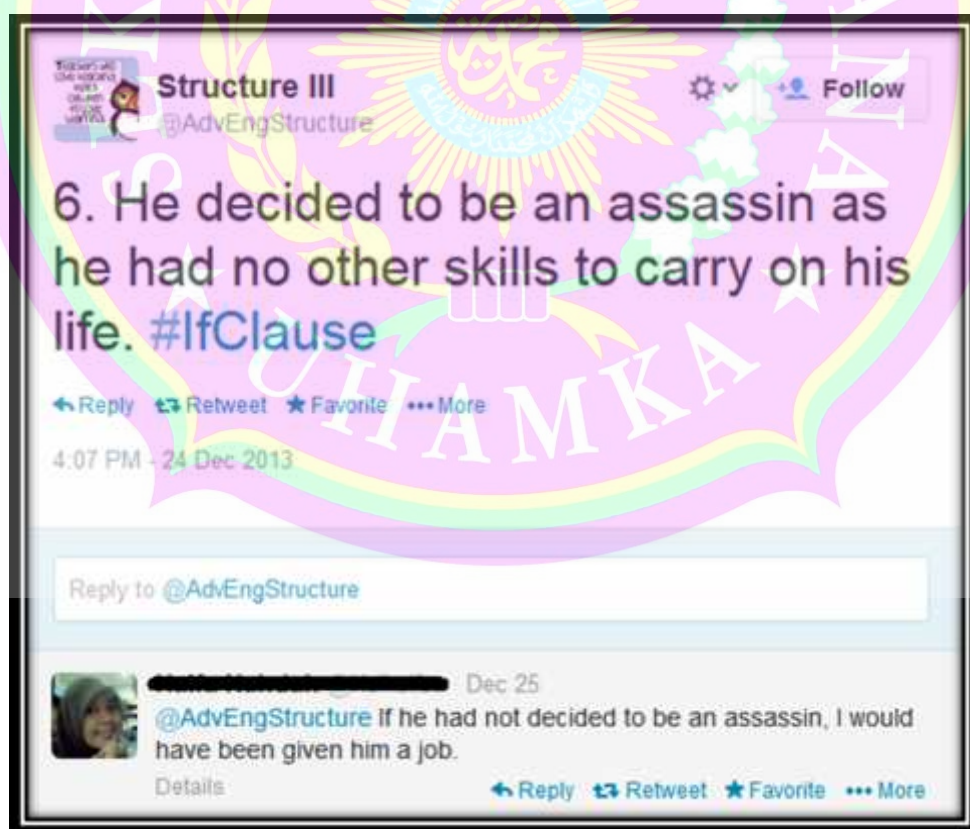 Structure III
@AdvEngStructure
Follow
6. He decided to be an assassin as
he had no other skills to carry on his
life. #IfClause
Reply Retweet Favorite More
4:07 PM - 24 Dec 2013
UHAMKA
Reply to @AdvEngStructure
Dec 25
@AdvEngStructure If he had not decided to be an assassin, I would
have been given him a job.
Details
Reply Retweet Favorite More